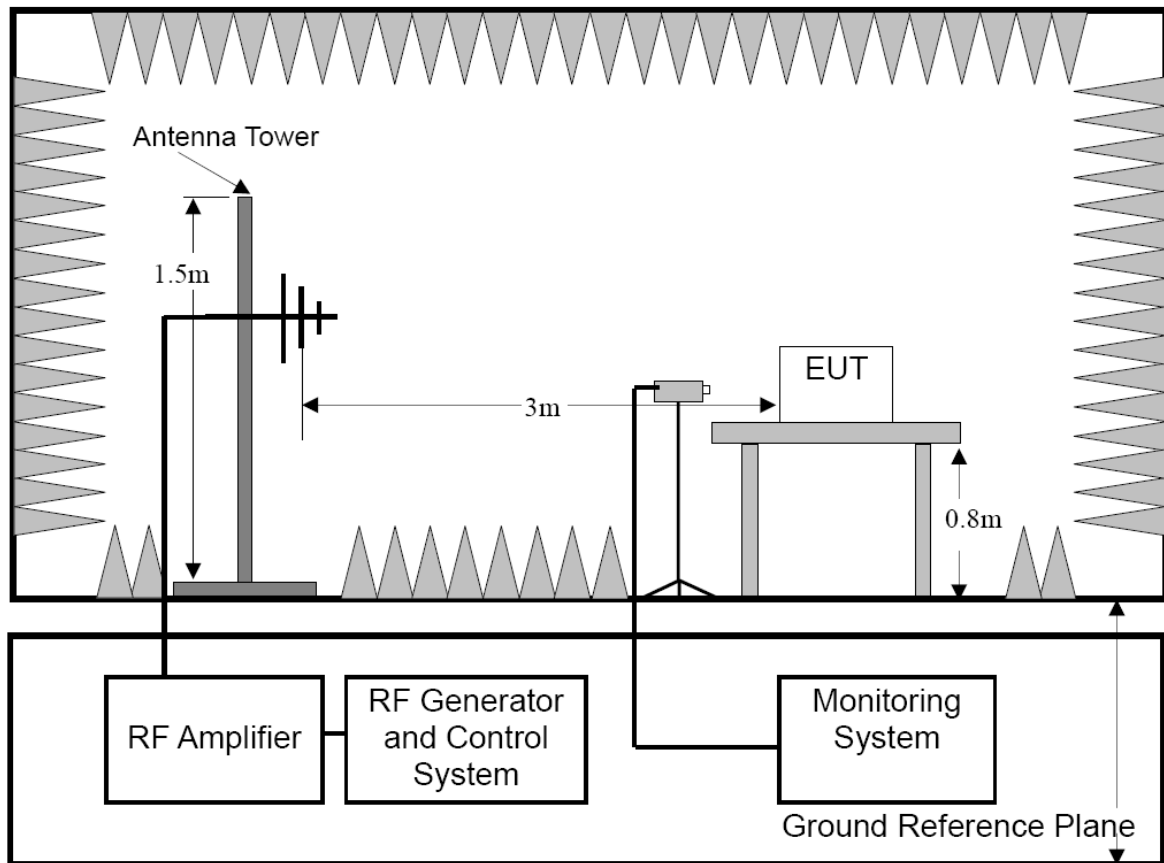 Antenna Tower
1.5m
EUT
3m
0.8m
RF Amplifier
RF Generator
and Control
System
Monitoring
System
Ground Reference Plane